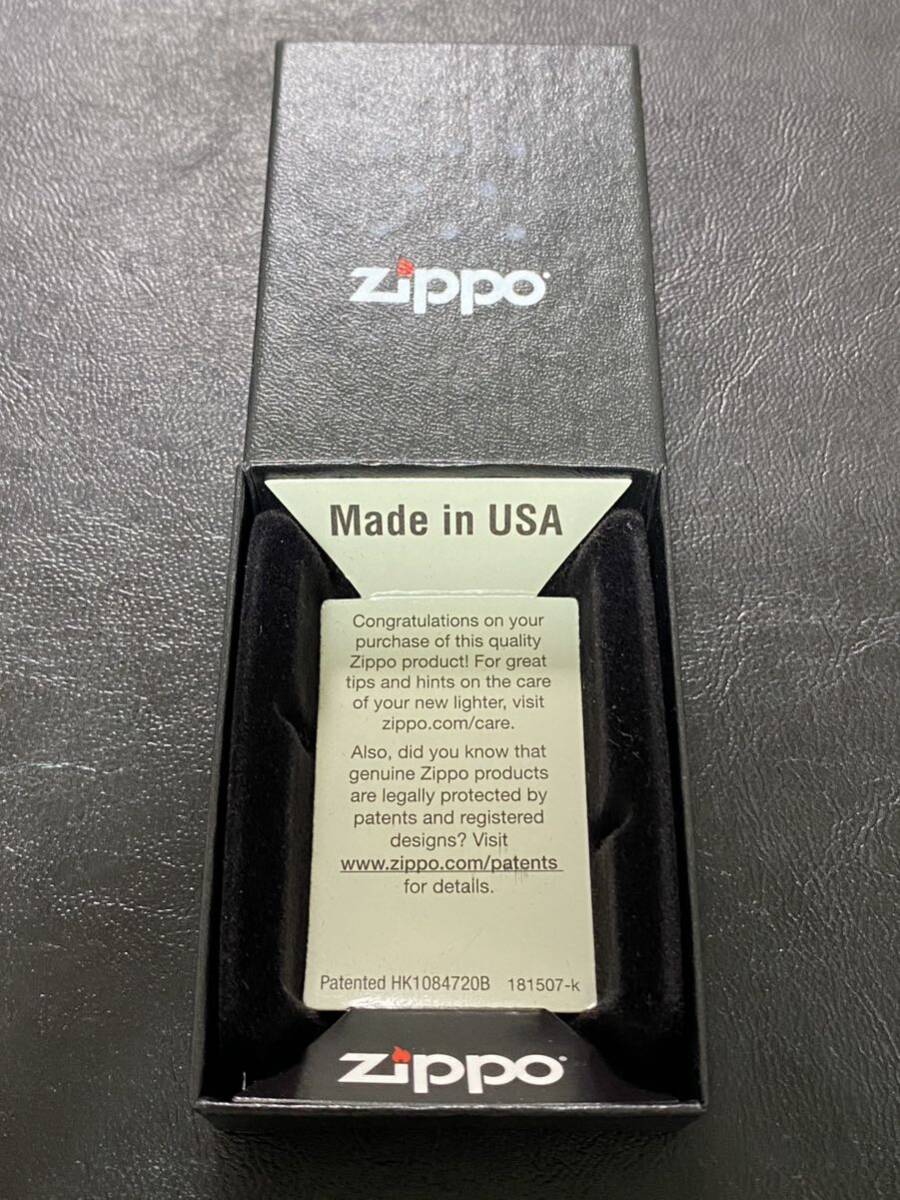 Zippo
Made in USA
Congratulations on your
purchase of this quality
Zippo product! For great
tips and hints on the care
of your new lighter, visit
zippo.com/care.
Also, did you know that
genuine Zippo products
are legally protected by
patents and registered
designs? Visit
www.zippo.com/patents
for details.
Patented HK1084720B 181507-k
Zippo